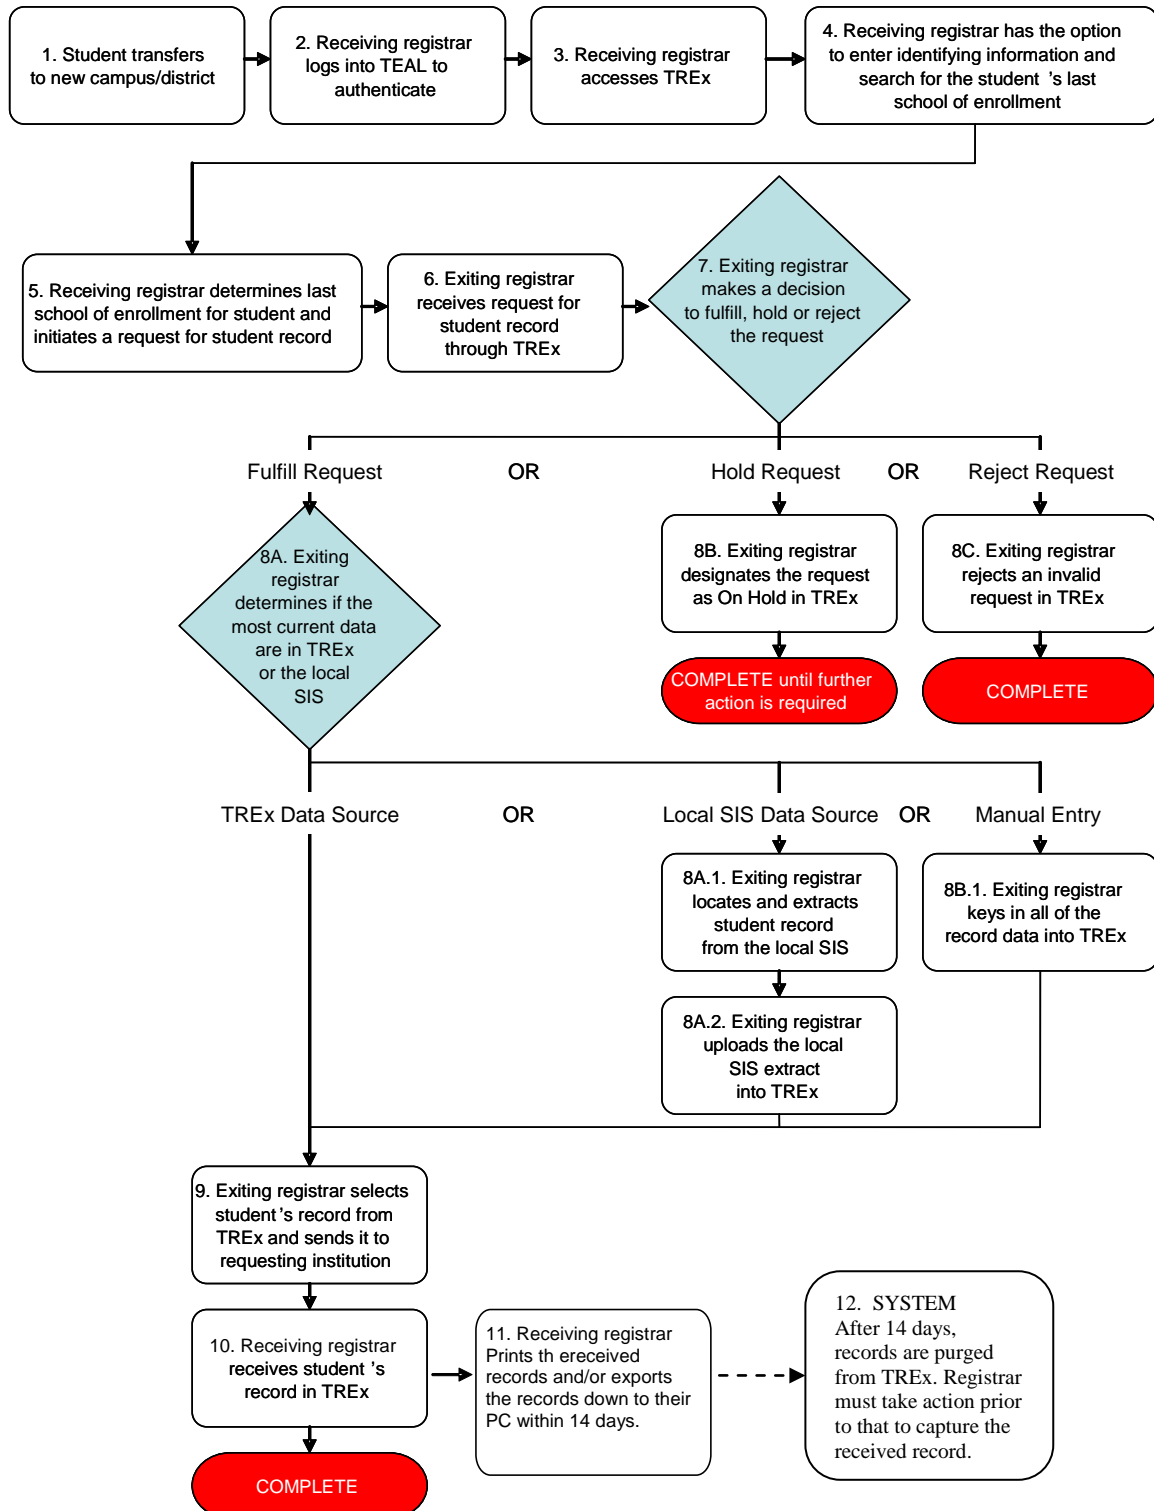 1. Student transfers
to new campus/district
2. Receiving registrar
logs into TEAL to
authenticate
3. Receiving registrar
accesses TREx
4. Receiving registrar has the option
to enter identifying information and
search for the student 's last
school of enrollment
5. Receiving registrar determines last
school of enrollment for student and
initiates a request for student record
6. Exiting registrar
receives request for
student record
through TREx
7. Exiting registrar
makes a decision
to fulfill, hold or reject
the request
Fulfill Request
OR
Hold Request
OR
Reject Request
8A. Exiting
registrar
determines if the
most current data
are in TREx
or the local
SIS
8B. Exiting registrar
designates the request
as On Hold in TREx
8C. Exiting registrar
rejects an invalid
request in TREx
COMPLETE until further
action is required
COMPLETE
TREx Data Source
OR
Local SIS Data Source
OR
Manual Entry
8A.1. Exiting registrar
locates and extracts
student record
from the local SIS
8B.1. Exiting registrar
keys in all of the
record data into TREx
8A.2. Exiting registrar
uploads the local
SIS extract
into TREx
9. Exiting registrar selects
student 's record from
TREx and sends it to
requesting institution
10. Receiving registrar
receives student 's
record in TREx
11. Receiving registrar
Prints th ereceived
records and/or exports
the records down to their
PC within 14 days.
12. SYSTEM
After 14 days,
records are purged
from TREx. Registrar
must take action prior
to that to capture the
received record.
COMPLETE